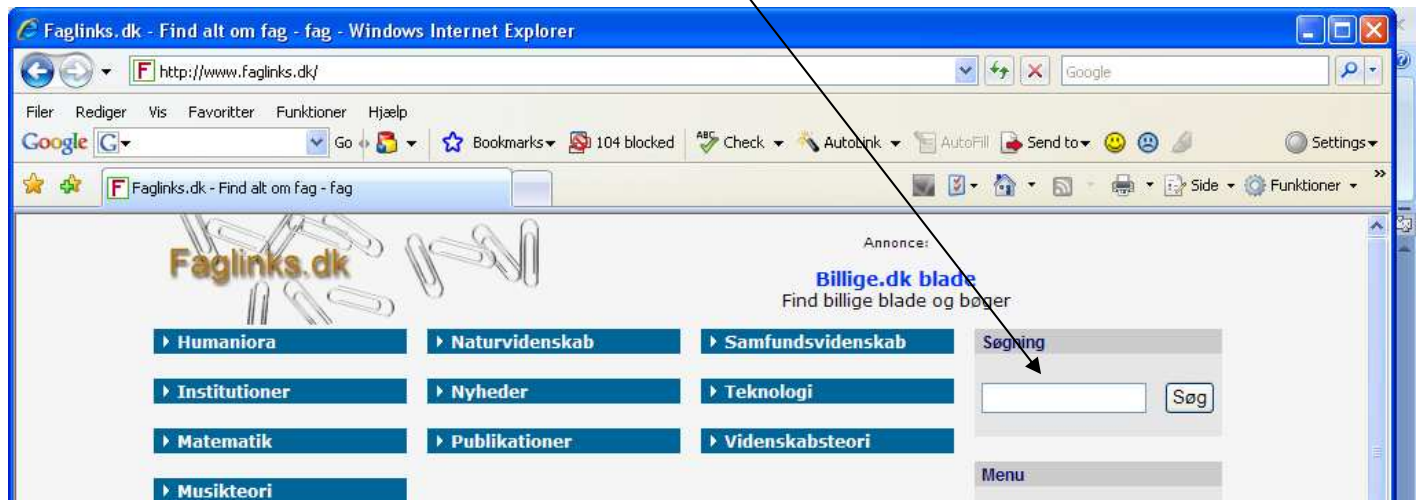 Faglinks.dk - Find alt om fag - fag - Windows Internet Explorer
http://www.faglinks.dk/ Google
Filer Rediger Vis Favoritter Funktioner Hjælp
Google G Go Bookmarks 104 blocked ABC Check AutoLink AutoFill Send to Settings
Faglinks.dk - Find alt om fag - fag Side Funktioner »
Faglinks.dk
Annonce:
Billige.dk blade
Find billige blade og bøger
Humaniora Naturvidenskab Samfundsvidenskab Søgning
Institutioner Nyheder Teknologi Søg
Matematik Publikationer Videnskabsteori
Menu
Musikteori